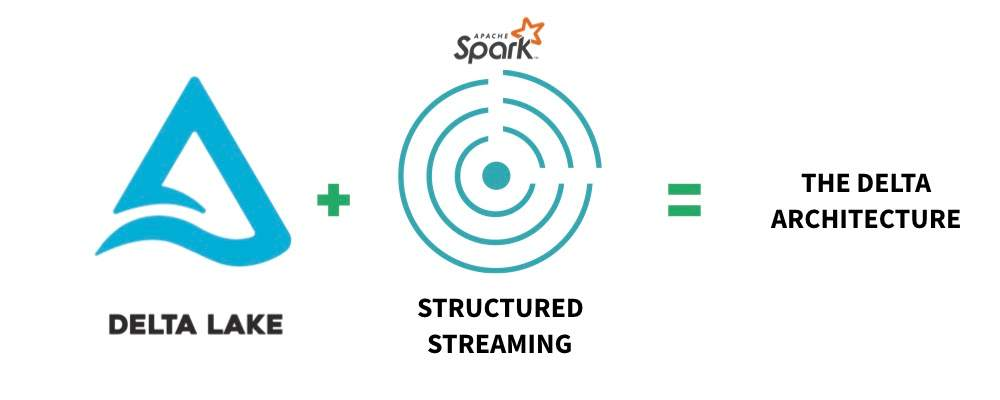 APACHE
Spark
DELTA LAKE
+
STRUCTURED
STREAMING
=
THE DELTA
ARCHITECTURE